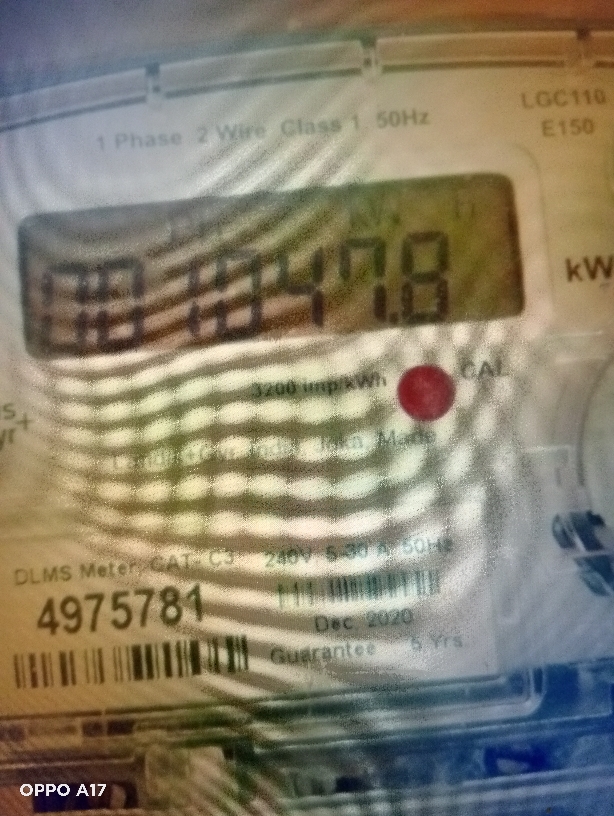 LGC110
1 Phase 2 Wire Class 1 50Hz
E150
001047.8
kW
3200 imp/kWh
CAL
DLMS Meter, CAT- C3
240V 5-30 A, 50Hz
4975781
Dec 2020
Guarantee 5 Yrs
OPPO A17